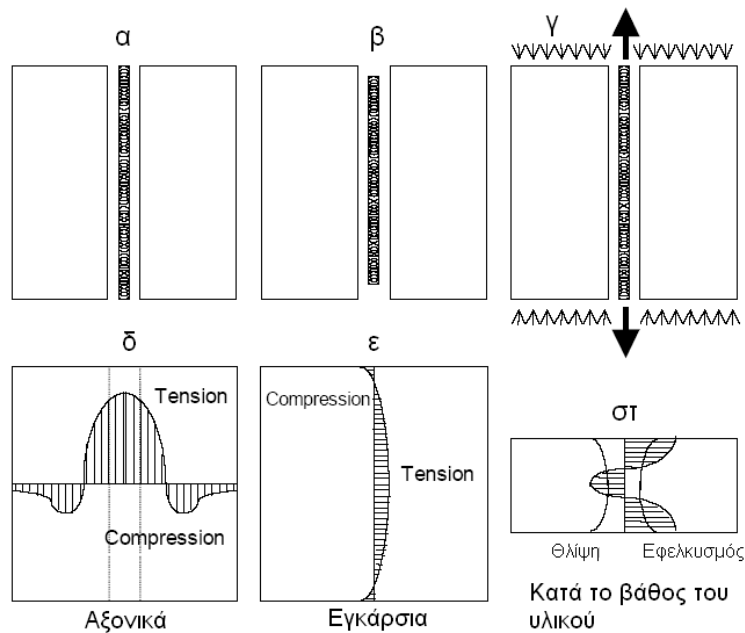 α
β
γ
δ
ε
στ
Tension
Compression
Compression
Tension
Θλίψη
Εφελκυσμός
Αξονικά
Εγκάρσια
Κατά το βάθος του
υλικού